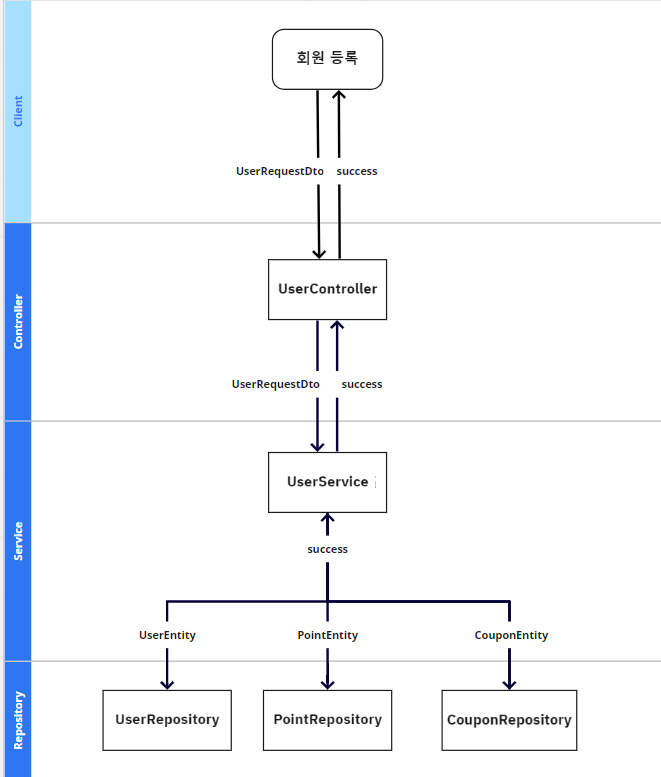 Client
회원 등록
UserRequestDto success
Controller
UserController
UserRequestDto success
Service
UserService
success
UserEntity PointEntity CouponEntity
Repository
UserRepository PointRepository CouponRepository